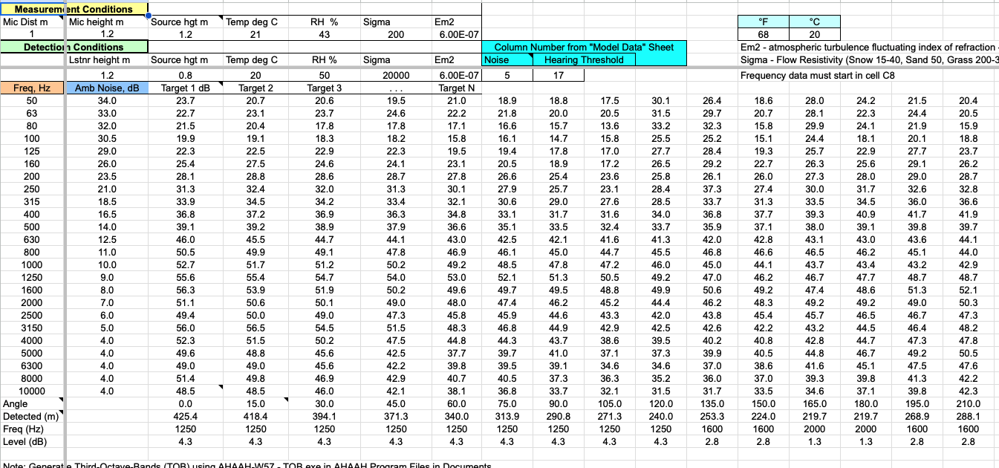 Measurement Conditions
Mic Dist m Mic height m Source hgt m Temp deg C RH % Sigma Em2 °F °C
1 1.2 1.2 21 43 200 6.00E-07 68 20
Detection Conditions Column Number from "Model Data" Sheet Em2 - atmospheric turbulence fluctuating index of refraction -
Lstnr height m Source hgt m Temp deg C RH % Sigma Em2 Noise Hearing Threshold Sigma - Flow Resistivity (Snow 15-40, Sand 50, Grass 200-3
1.2 0.8 20 50 20000 6.00E-07 5 17 Frequency data must start in cell C8
Freq, Hz Amb Noise, dB Target 1 dB Target 2 Target 3 . . . Target N
50 34.0 23.7 20.7 20.6 19.5 21.0 18.9 18.8 17.5 30.1 26.4 18.6 28.0 24.2 21.5 20.4
63 33.0 22.7 23.1 23.7 24.6 22.2 21.8 20.0 20.5 31.5 29.7 20.7 28.1 22.3 24.4 20.5
80 32.0 21.5 20.4 17.8 17.8 17.1 16.6 15.7 13.6 33.2 32.3 15.8 29.9 24.1 21.9 15.9
100 30.5 19.9 19.1 18.3 18.2 15.8 16.1 14.7 15.8 25.5 25.2 15.1 24.4 18.1 20.1 18.8
125 29.0 22.3 22.5 22.9 22.3 19.5 19.4 17.8 17.0 27.7 28.4 19.3 25.7 22.9 27.7 23.7
160 26.0 25.4 27.5 24.6 24.1 23.1 20.5 18.9 17.2 26.5 29.2 22.7 26.3 25.6 29.1 26.2
200 23.5 28.1 28.8 28.6 28.7 27.8 26.6 25.4 23.6 25.8 26.1 26.0 27.3 28.0 29.0 28.7
250 21.0 31.3 32.4 32.0 31.3 30.1 27.9 25.7 23.1 28.4 37.3 27.4 30.0 31.7 32.6 32.8
315 18.5 33.9 34.5 34.2 33.4 32.1 30.6 29.0 27.6 28.5 33.7 31.3 33.5 34.5 36.0 36.6
400 16.5 36.8 37.2 36.9 36.3 34.8 33.1 31.7 31.6 34.0 36.8 37.7 39.3 40.9 41.7 41.9
500 14.0 39.1 39.2 38.9 37.9 36.6 35.1 33.5 32.4 33.7 35.9 37.1 38.0 39.1 39.8 39.7
630 12.5 46.0 45.5 44.7 44.1 43.0 42.5 42.1 41.6 41.3 42.0 42.8 43.1 43.0 43.6 44.1
800 11.0 50.5 49.9 49.1 47.8 46.9 46.1 45.0 44.7 45.5 46.8 46.6 46.5 46.2 45.1 44.0
1000 10.0 52.7 51.7 51.2 50.2 49.2 48.5 47.8 47.2 46.0 45.0 44.1 43.7 43.4 43.2 42.9
1250 9.0 55.6 55.4 54.7 54.0 53.0 52.1 51.3 50.5 49.2 47.0 46.2 46.7 47.7 48.7 48.7
1600 8.0 56.3 53.9 51.9 50.2 49.6 49.7 49.5 48.8 49.9 50.6 49.2 47.4 48.6 51.3 52.1
2000 7.0 51.1 50.6 50.1 49.0 48.0 47.4 46.2 45.2 44.4 46.2 48.3 49.2 49.2 49.0 50.3
2500 6.0 49.4 50.0 49.0 47.3 45.8 45.9 44.6 43.3 42.0 43.8 45.4 45.7 46.5 46.7 47.3
3150 5.0 56.0 56.5 54.5 51.5 48.3 46.8 44.9 42.9 42.5 42.6 42.2 43.2 44.5 46.4 48.2
4000 4.0 52.3 51.5 50.2 47.5 44.8 44.3 43.7 38.6 39.5 40.2 40.8 42.8 44.7 47.3 47.8
5000 4.0 49.6 48.8 45.6 42.5 37.7 39.7 41.0 37.1 37.3 39.9 40.5 44.8 46.7 49.2 50.5
6300 4.0 49.0 49.0 45.6 42.2 39.8 39.5 39.1 34.6 34.6 37.0 38.6 41.6 45.1 47.5 47.6
8000 4.0 51.4 49.8 46.9 42.9 40.7 40.5 37.3 36.3 35.2 36.0 37.0 39.3 39.8 41.3 42.2
10000 4.0 48.5 48.5 46.0 42.1 38.1 36.8 33.7 32.1 31.5 31.7 33.5 34.6 37.1 39.8 42.3
Angle 0.0 15.0 30.0 45.0 60.0 75.0 90.0 105.0 120.0 135.0 150.0 165.0 180.0 195.0 210.0
Detected (m) 425.4 418.4 394.1 371.3 340.0 313.9 290.8 271.3 240.0 253.3 224.0 219.7 219.7 268.9 288.1
Freq (Hz) 1250 1250 1250 1250 1250 1250 1250 1250 1250 1600 1600 2000 2000 1600 1600
Level (dB) 4.3 4.3 4.3 4.3 4.3 4.3 4.3 4.3 4.3 2.8 2.8 1.3 1.3 2.8 2.8
Note: Generate Third-Octave-Bands (TOB) using AHAAH-W57 - TOB.exe in AHAAH Program Files in Documents